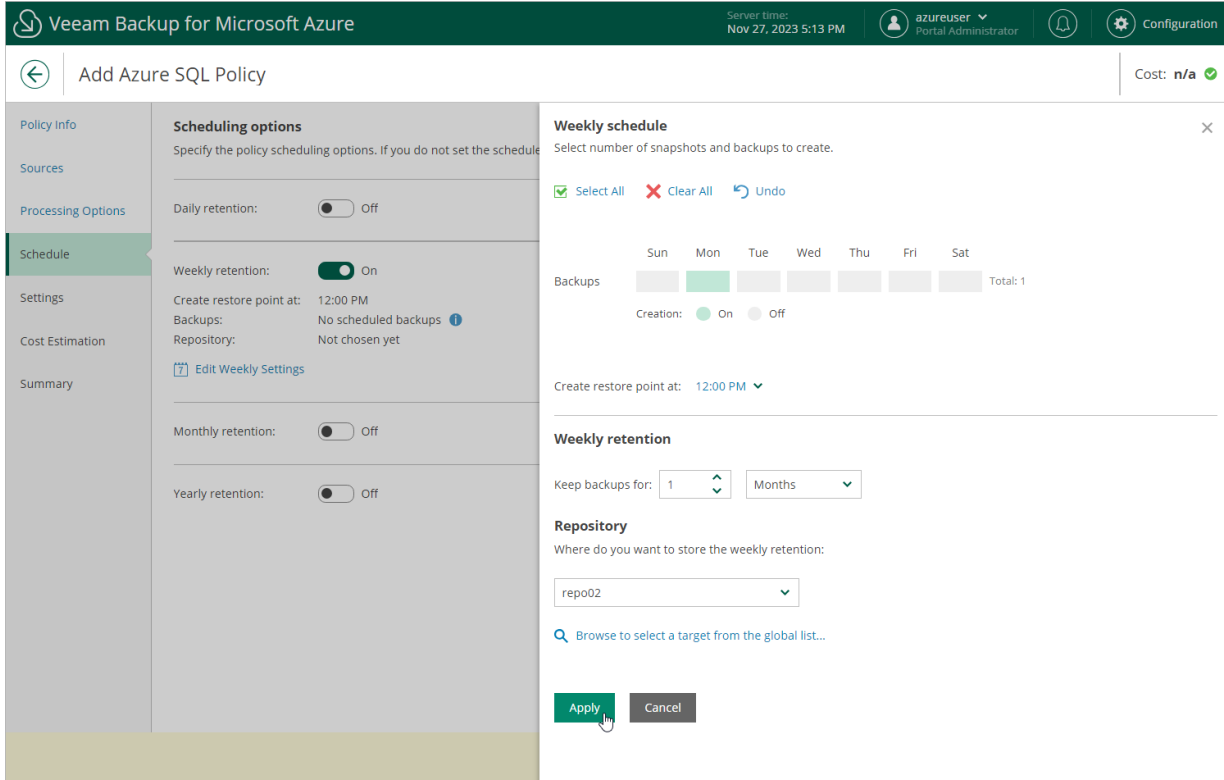 Veeam Backup for Microsoft Azure
Server time:
Nov 27, 2023 5:13 PM
azureuser
Portal Administrator
Configuration
Add Azure SQL Policy
Cost: n/a
Policy Info
Sources
Processing Options
Schedule
Settings
Cost Estimation
Summary
Scheduling options
Specify the policy scheduling options. If you do not set the schedule
Daily retention: Off
Weekly retention: On
Create restore point at: 12:00 PM
Backups: No scheduled backups
Repository: Not chosen yet
7 Edit Weekly Settings
Monthly retention: Off
Yearly retention: Off
Weekly schedule
Select number of snapshots and backups to create.
Select All Clear All Undo
Sun Mon Tue Wed Thu Fri Sat
Backups Total: 1
Creation: On Off
Create restore point at: 12:00 PM
Weekly retention
Keep backups for: 1 Months
Repository
Where do you want to store the weekly retention:
repo02
Browse to select a target from the global list...
Apply Cancel